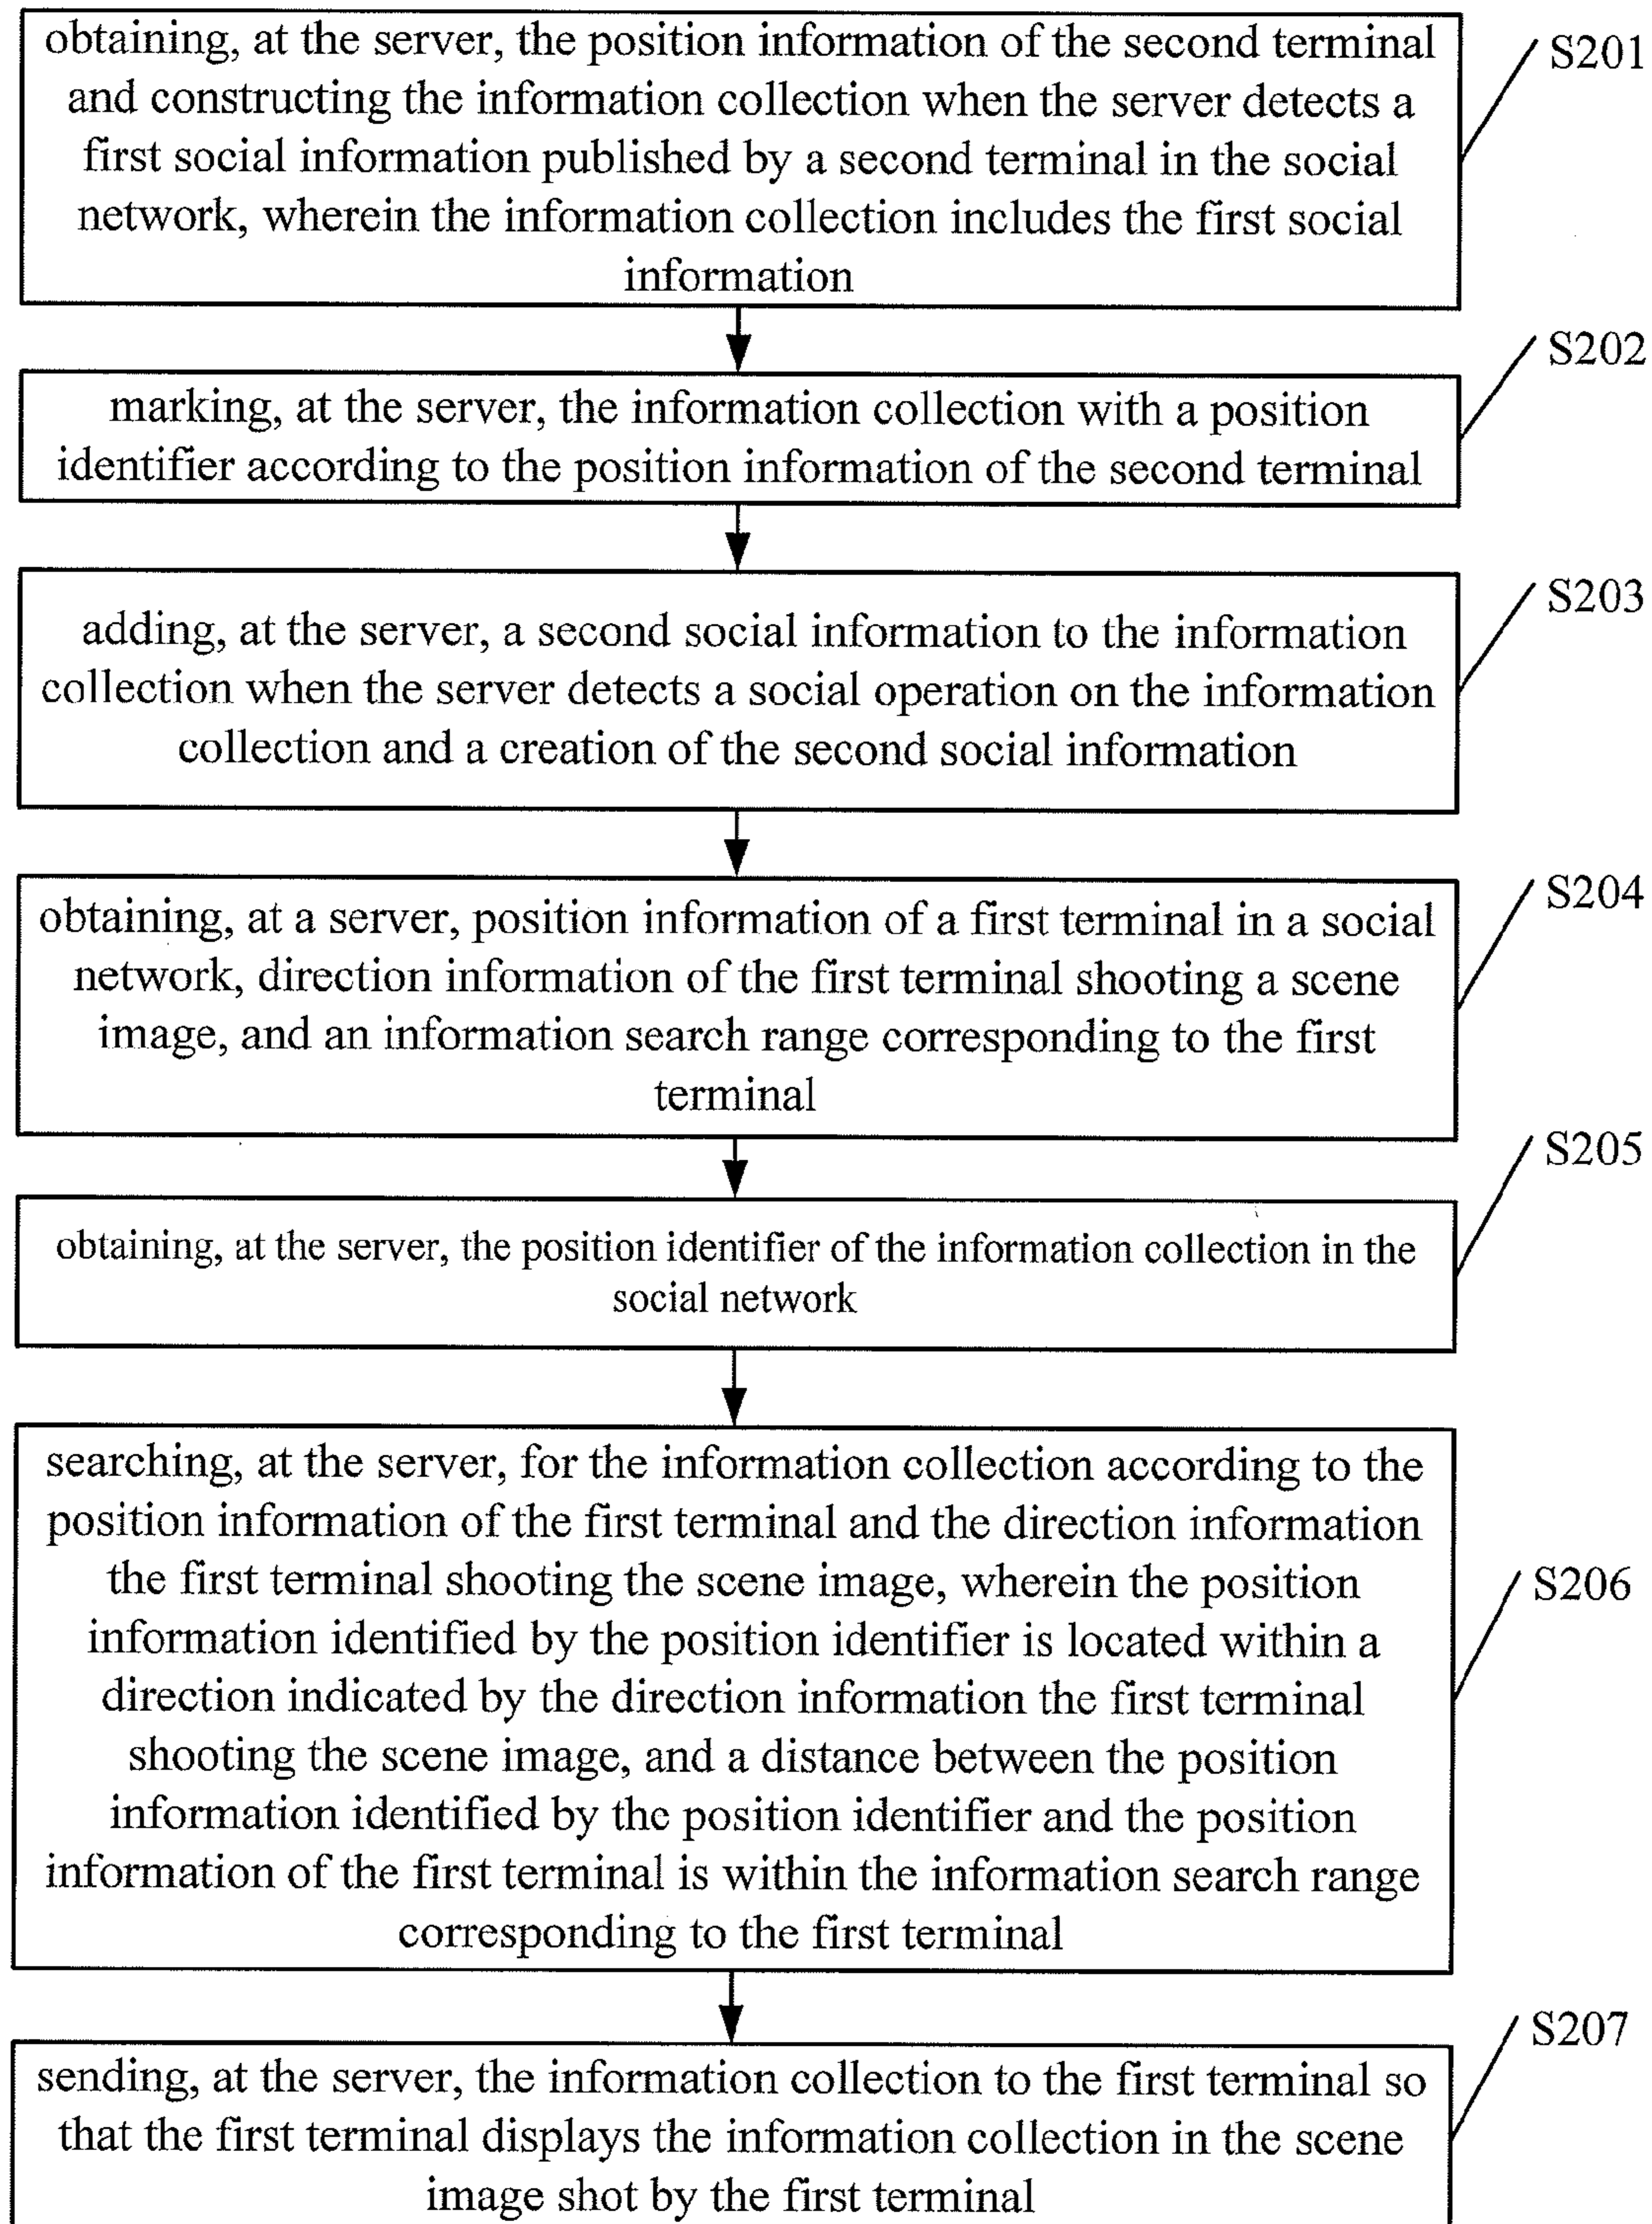 obtaining, at the server, the position information of the second terminal
and constructing the information collection when the server detects a
first social information published by a second terminal in the social
network, wherein the information collection includes the first social
information
S201
marking, at the server, the information collection with a position
identifier according to the position information of the second terminal
S202
adding, at the server, a second social information to the information
collection when the server detects a social operation on the information
collection and a creation of the second social information
S203
obtaining, at a server, position information of a first terminal in a social
network, direction information of the first terminal shooting a scene
image, and an information search range corresponding to the first
terminal
S204
obtaining, at the server, the position identifier of the information collection in the
social network
S205
searching, at the server, for the information collection according to the
position information of the first terminal and the direction information
the first terminal shooting the scene image, wherein the position
information identified by the position identifier is located within a
direction indicated by the direction information the first terminal
shooting the scene image, and a distance between the position
information identified by the position identifier and the position
information of the first terminal is within the information search range
corresponding to the first terminal
S206
sending, at the server, the information collection to the first terminal so
that the first terminal displays the information collection in the scene
image shot by the first terminal
S207